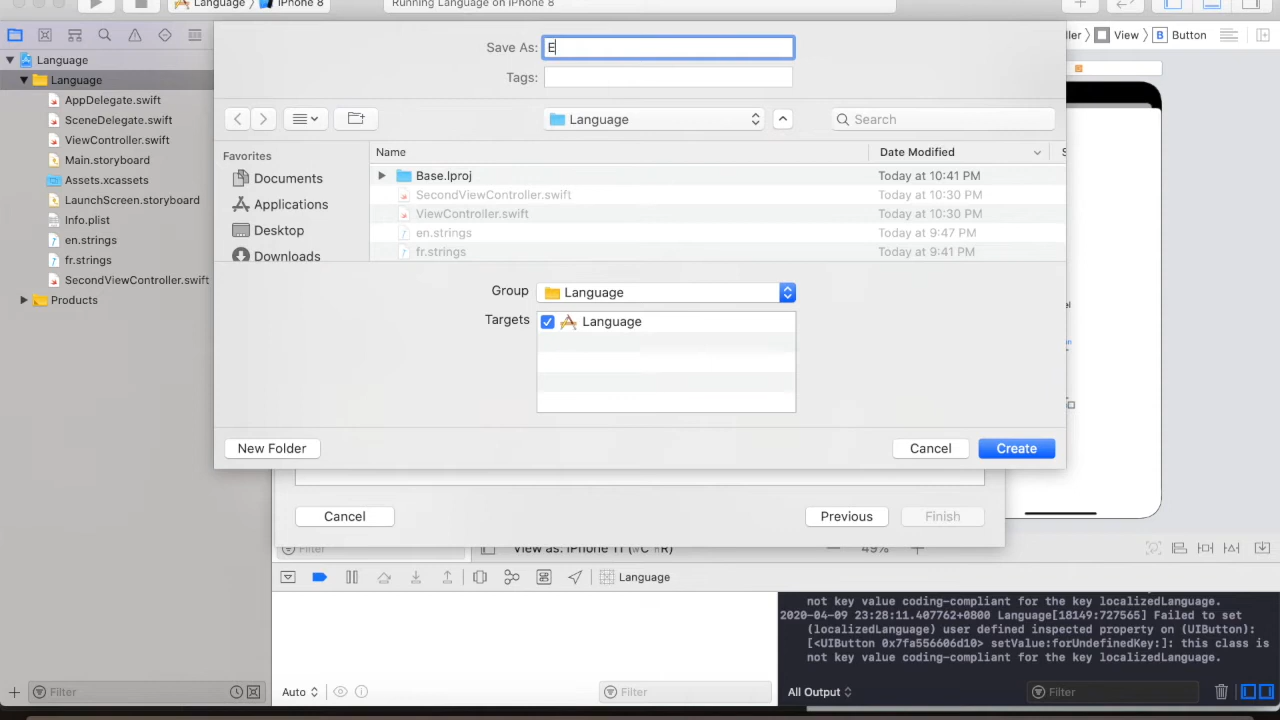 Language
iPhone 8
Running Language on iPhone 8
Save As:
E
Tags:
View
B
Button
Language
Language
AppDelegate.swift
SceneDelegate.swift
ViewController.swift
Main.storyboard
Assets.xcassets
LaunchScreen.storyboard
Info.plist
en.strings
fr.strings
SecondViewController.swift
Products
Language
Search
Favorites
Documents
Applications
Desktop
Downloads
Name
Date Modified
Base.lproj
Today at 10:41 PM
SecondViewController.swift
Today at 10:30 PM
ViewController.swift
Today at 10:30 PM
en.strings
Today at 9:47 PM
fr.strings
Today at 9:41 PM
Group
Language
Targets
Language
New Folder
Cancel
Create
Cancel
Previous
Finish
Filter
View as: iPhone 11
49%
Language
not key value coding-compliant for the key localizedLanguage.
2020-04-09 23:28:11.407762+0800 Language[18149:727565] Failed to set
(localizedLanguage) user defined inspected property on (UIButton):
[<UIButton 0x7fa556606d10> setValue:forUndefinedKey:]: this class is
not key value coding-compliant for the key localizedLanguage.
Filter
Auto
Filter
All Output
Filter